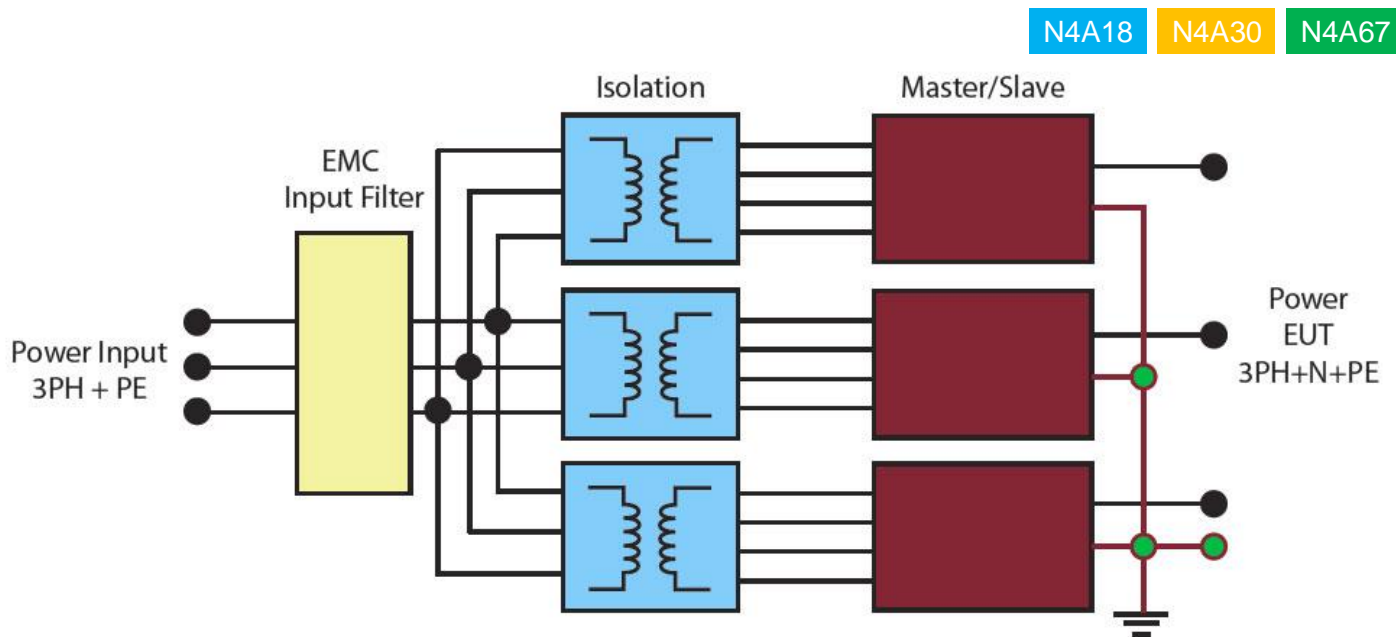 N4A18 N4A30 N4A67
Isolation
Master/Slave
EMC
Input Filter
Power Input
3PH + PE
Power
EUT
3PH+N+PE